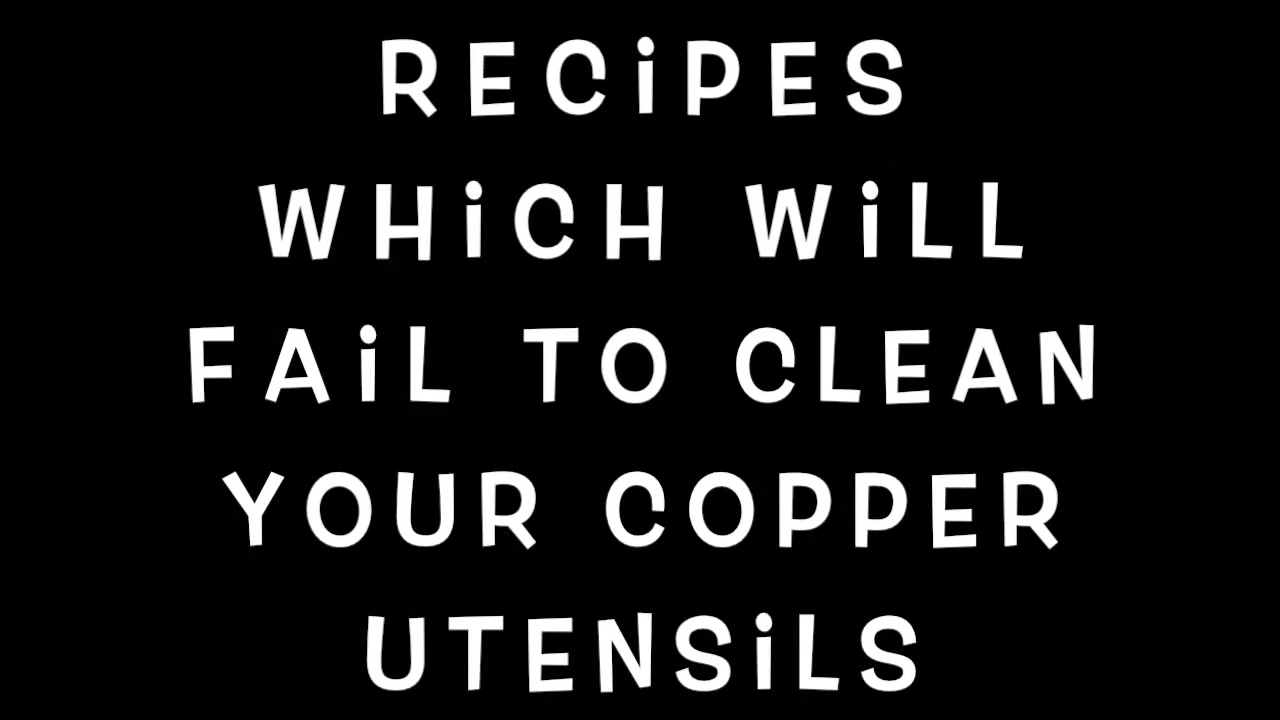 RECiPES
WHiCH WiLL
FAiL TO CLEAN
YOUR COPPER
UTENSiLS